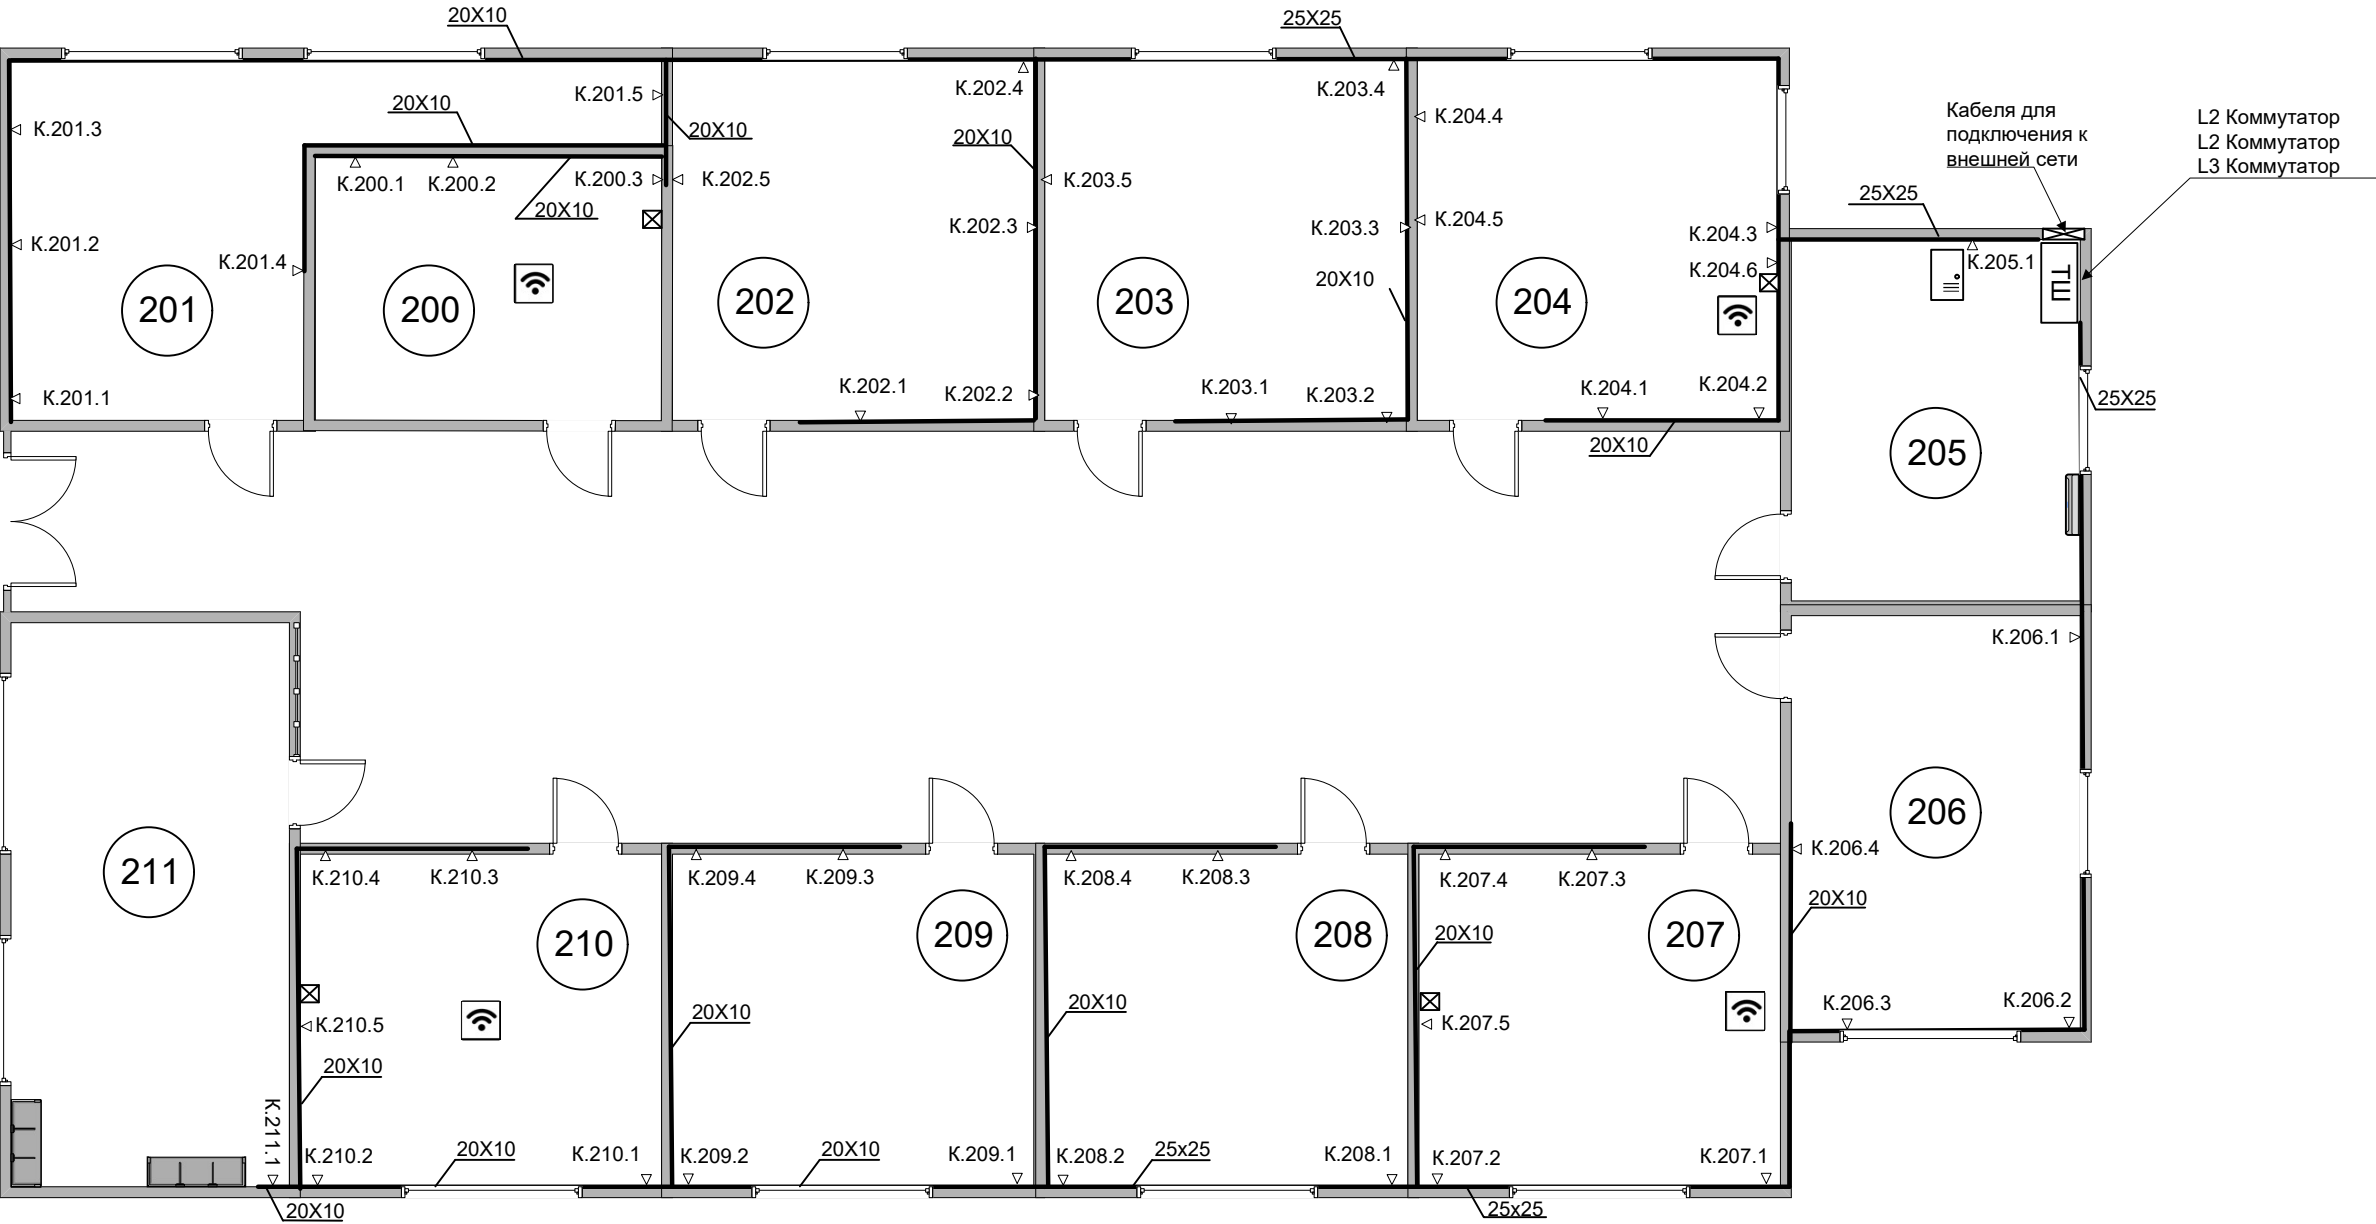 20X10
25X25
К.201.5
К.202.4
К.203.4
20X10
К.201.3
20X10
20X10
К.204.4
Кабеля для
подключения к
внешней сети
L2 Коммутатор
L2 Коммутатор
L3 Коммутатор
К.200.1
К.200.2
К.200.3
К.202.5
К.203.5
25X25
20X10
К.201.2
К.201.4
К.202.3
К.203.3
К.204.5
К.204.3
К.204.6
К.205.1
ТШ
20X10
201
200
202
203
204
К.201.1
К.202.1
К.202.2
К.203.1
К.203.2
К.204.1
К.204.2
25X25
20X10
205
К.206.1
206
К.206.4
20X10
К.206.3
К.206.2
211
К.210.4
К.210.3
К.209.4
К.209.3
К.208.4
К.208.3
К.207.4
К.207.3
210
209
208
20X10
207
20X10
20X10
К.210.5
К.207.5
20X10
К.211.1
К.210.2
20X10
К.210.1
К.209.2
20X10
К.209.1
К.208.2
25x25
К.208.1
К.207.2
К.207.1
20X10
25x25